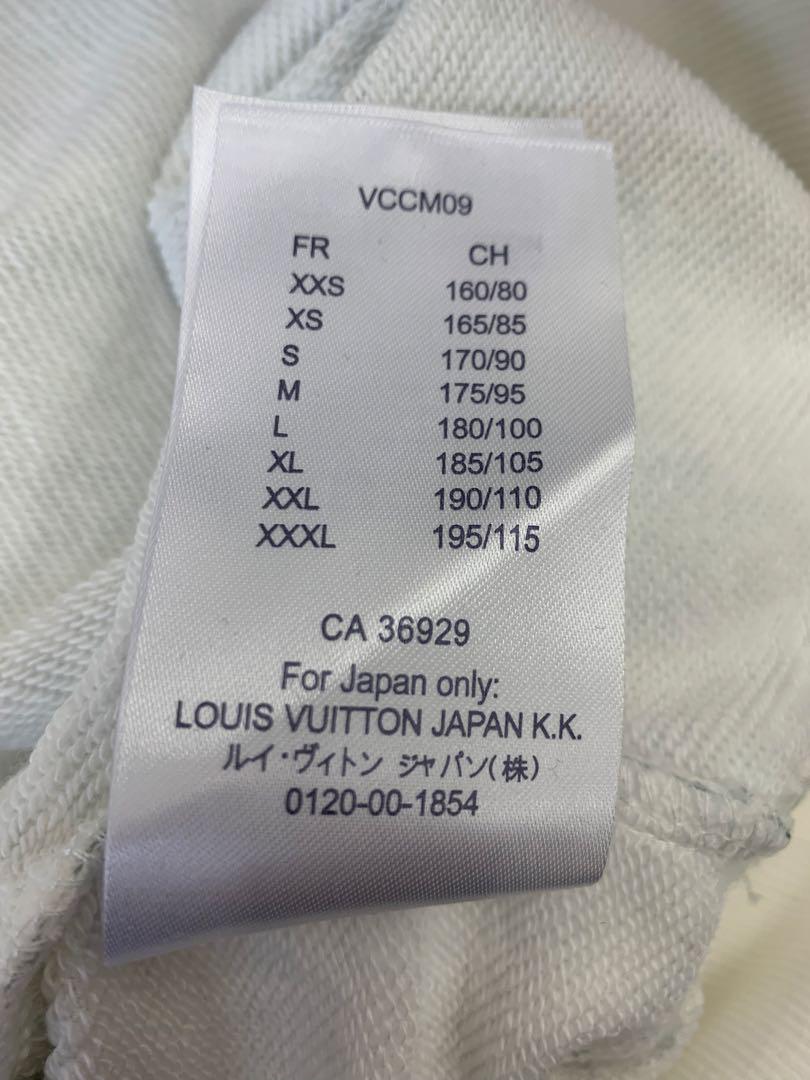 VCCM09
FR CH
XXS 160/80
XS 165/85
S 170/90
M 175/95
L 180/100
XL 185/105
XXL 190/110
XXXL 195/115
CA 36929
For Japan only:
LOUIS VUITTON JAPAN K.K.
ルイ・ヴィトン ジャパン(株)
0120-00-1854